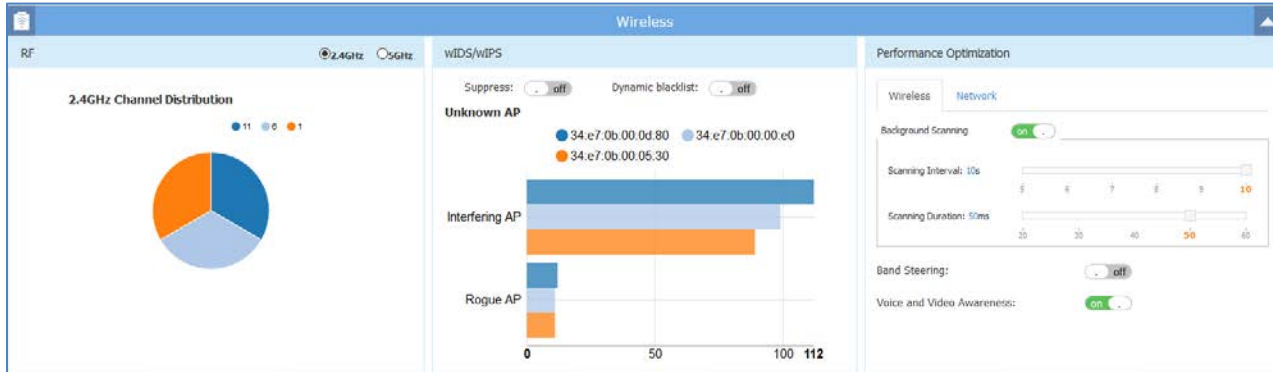 Wireless
RF
2.4GHz 5GHz
2.4GHz Channel Distribution
11 6 1
wIDS/wIPS
Suppress: off Dynamic blacklist: off
Unknown AP
34:e7:0b:00:0d:80 34:e7:0b:00:00:e0
34:e7:0b:00:05:30
Interfering AP
Rogue AP
0 50 100 112
Performance Optimization
Wireless Network
Background Scanning on
Scanning Interval: 10s
5 6 7 8 9 10
Scanning Duration: 50ms
20 30 40 50 60
Band Steering: off
Voice and Video Awareness: on